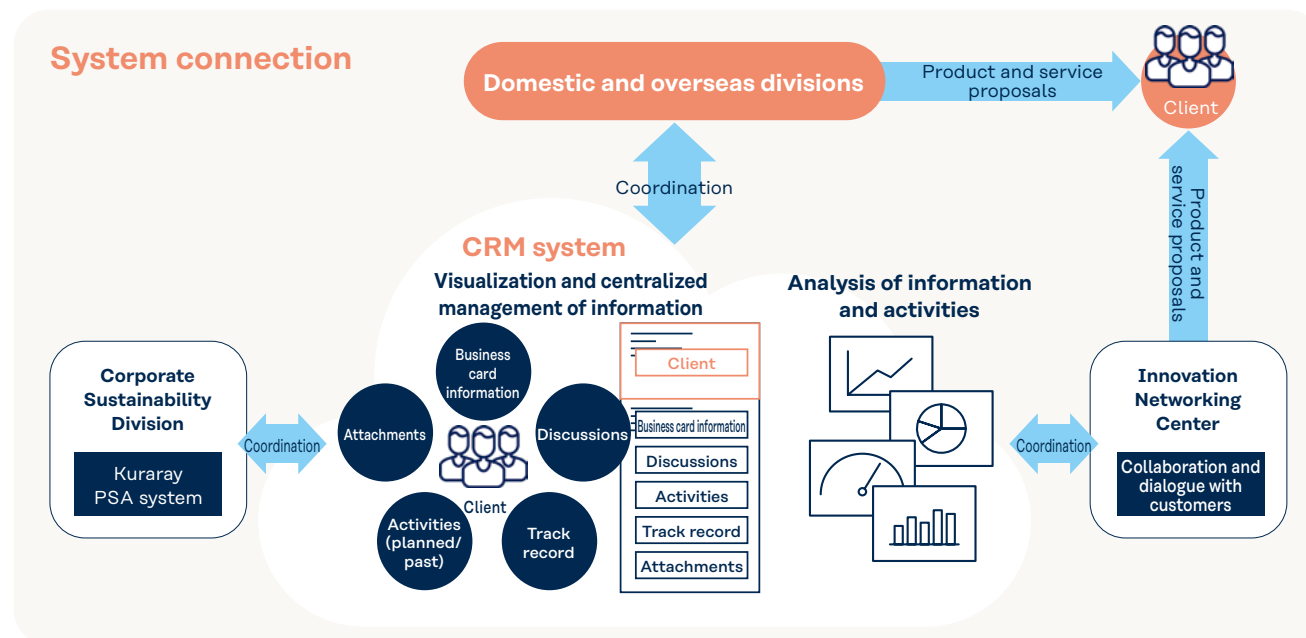 System connection
Domestic and overseas divisions
Product and service
proposals
Client
Coordination
Product and
service proposals
CRM system
Visualization and centralized
management of information
Analysis of information
and activities
Corporate
Sustainability
Division
Kuraray
PSA system
Coordination
Business
card
information
Attachments
Discussions
Client
Activities
(planned/
past)
Track
record
Client
Business card information
Discussions
Activities
Track record
Attachments
Coordination
Innovation
Networking
Center
Collaboration and
dialogue with
customers